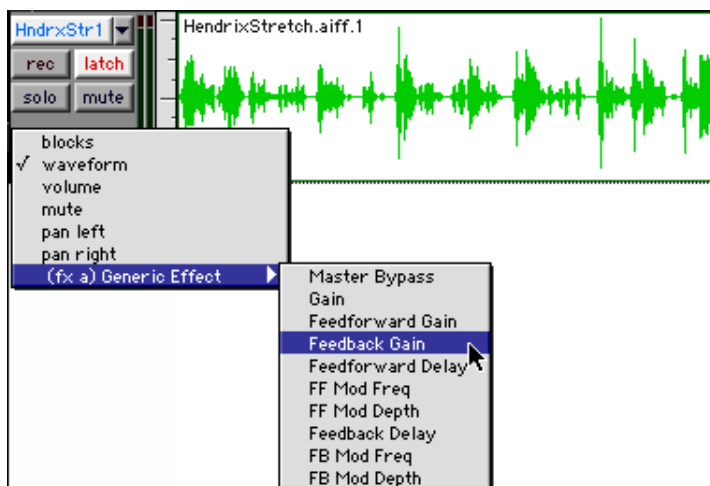 HndrxStr1
HendrixStretch.aiff.1
rec latch
solo mute
blocks
√ waveform
volume
mute
pan left
pan right
(fx a) Generic Effect
Master Bypass
Gain
Feedforward Gain
Feedback Gain
Feedforward Delay
FF Mod Freq
FF Mod Depth
Feedback Delay
FB Mod Freq
FB Mod Depth